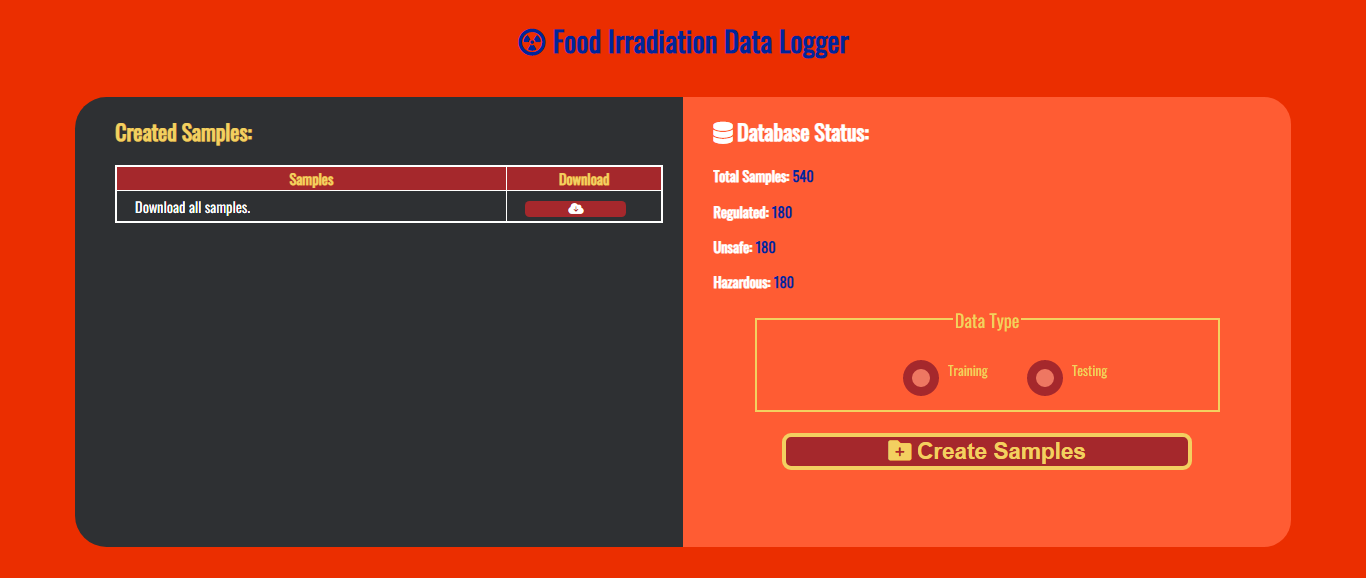 Food Irradiation Data Logger
Created Samples:
Samples Download
Download all samples.
Database Status:
Total Samples: 540
Regulated: 180
Unsafe: 180
Hazardous: 180
Data Type
Training Testing
Create Samples